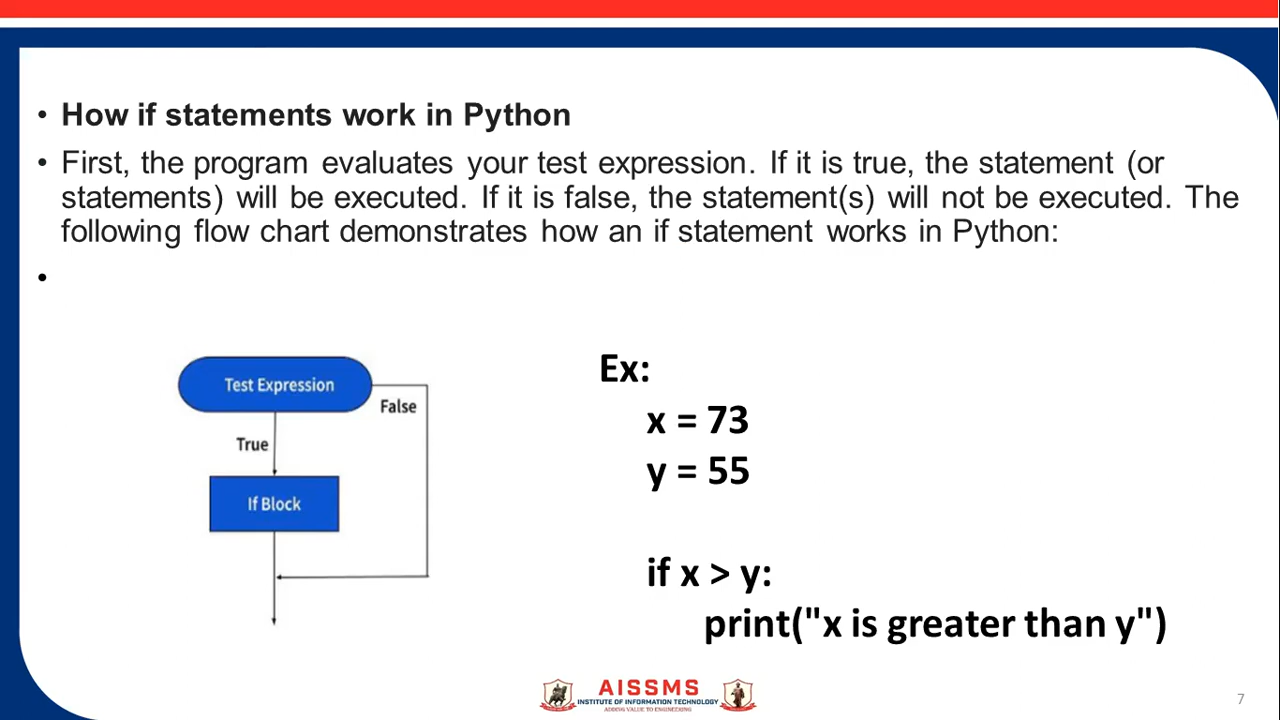 • How if statements work in Python
• First, the program evaluates your test expression. If it is true, the statement (or
statements) will be executed. If it is false, the statement(s) will not be executed. The
following flow chart demonstrates how an if statement works in Python:
•
Test Expression
False
True
If Block
Ex:
x = 73
y = 55
if x > y:
print("x is greater than y")
AISSMS
INSTITUTE OF INFORMATION TECHNOLOGY
ADDING VALUE TO ENGINEERING
7